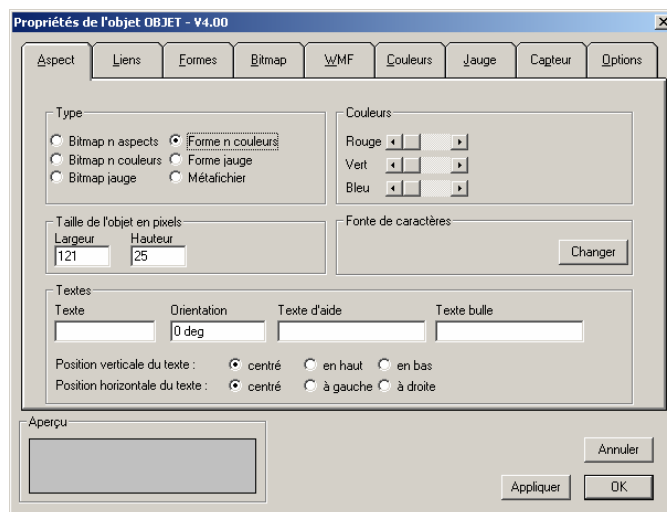 Propriétés de l'objet OBJET - V4.00
Aspect Liens Formes Bitmap WMF Couleurs Jauge Capteur Options
Type
Bitmap n aspects Forme n couleurs
Bitmap n couleurs Forme jauge
Bitmap jauge Métafichier
Couleurs
Rouge
Vert
Bleu
Taille de l'objet en pixels
Largeur Hauteur
121 25
Fonte de caractères
Changer
Textes
Texte Orientation Texte d'aide Texte bulle
0 deg
Position verticale du texte : centré en haut en bas
Position horizontale du texte : centré à gauche à droite
Aperçu
Annuler
Appliquer OK